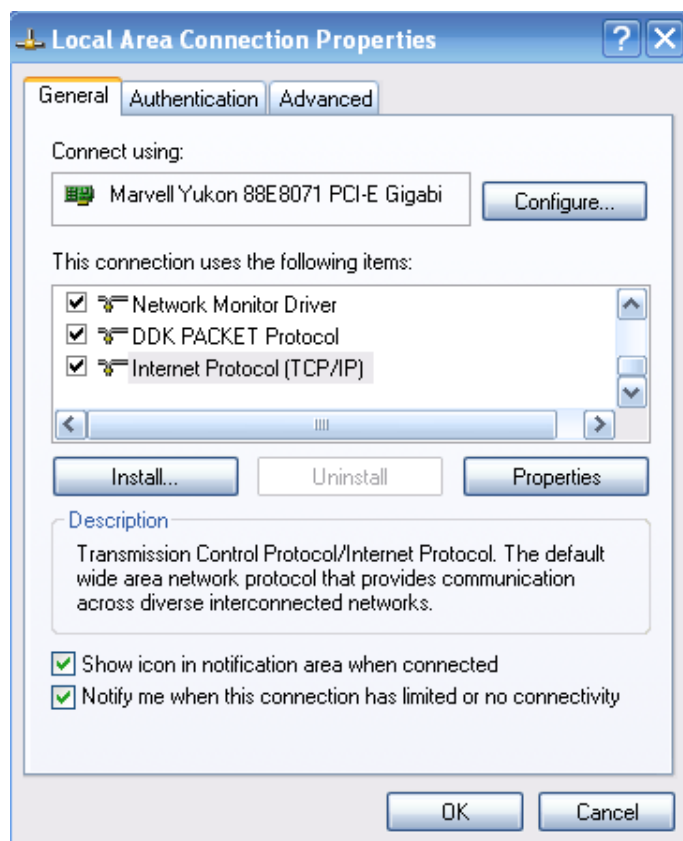 Local Area Connection Properties
General
Authentication
Advanced
Connect using:
Marvell Yukon 88E8071 PCI-E Gigabi
Configure...
This connection uses the following items:
Network Monitor Driver
DDK PACKET Protocol
Internet Protocol (TCP/IP)
Install...
Uninstall
Properties
Description
Transmission Control Protocol/Internet Protocol. The default
wide area network protocol that provides communication
across diverse interconnected networks.
Show icon in notification area when connected
Notify me when this connection has limited or no connectivity
OK
Cancel